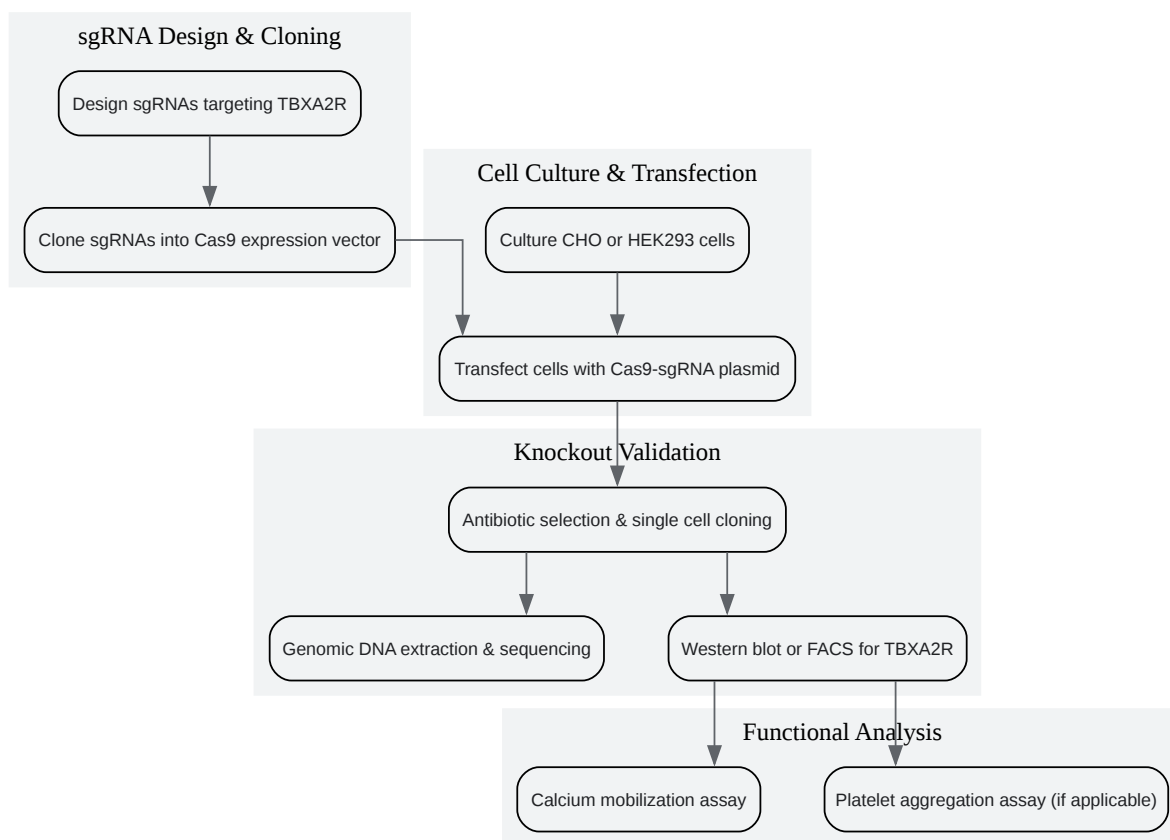 sgRNA Design & Cloning
Design sgRNAs targeting TBXA2R
Clone sgRNAs into Cas9 expression vector
Cell Culture & Transfection
Culture CHO or HEK293 cells
Transfect cells with Cas9-sgRNA plasmid
Knockout Validation
Antibiotic selection & single cell cloning
Genomic DNA extraction & sequencing
Western blot or FACS for TBXA2R
Functional Analysis
Calcium mobilization assay
Platelet aggregation assay (if applicable)